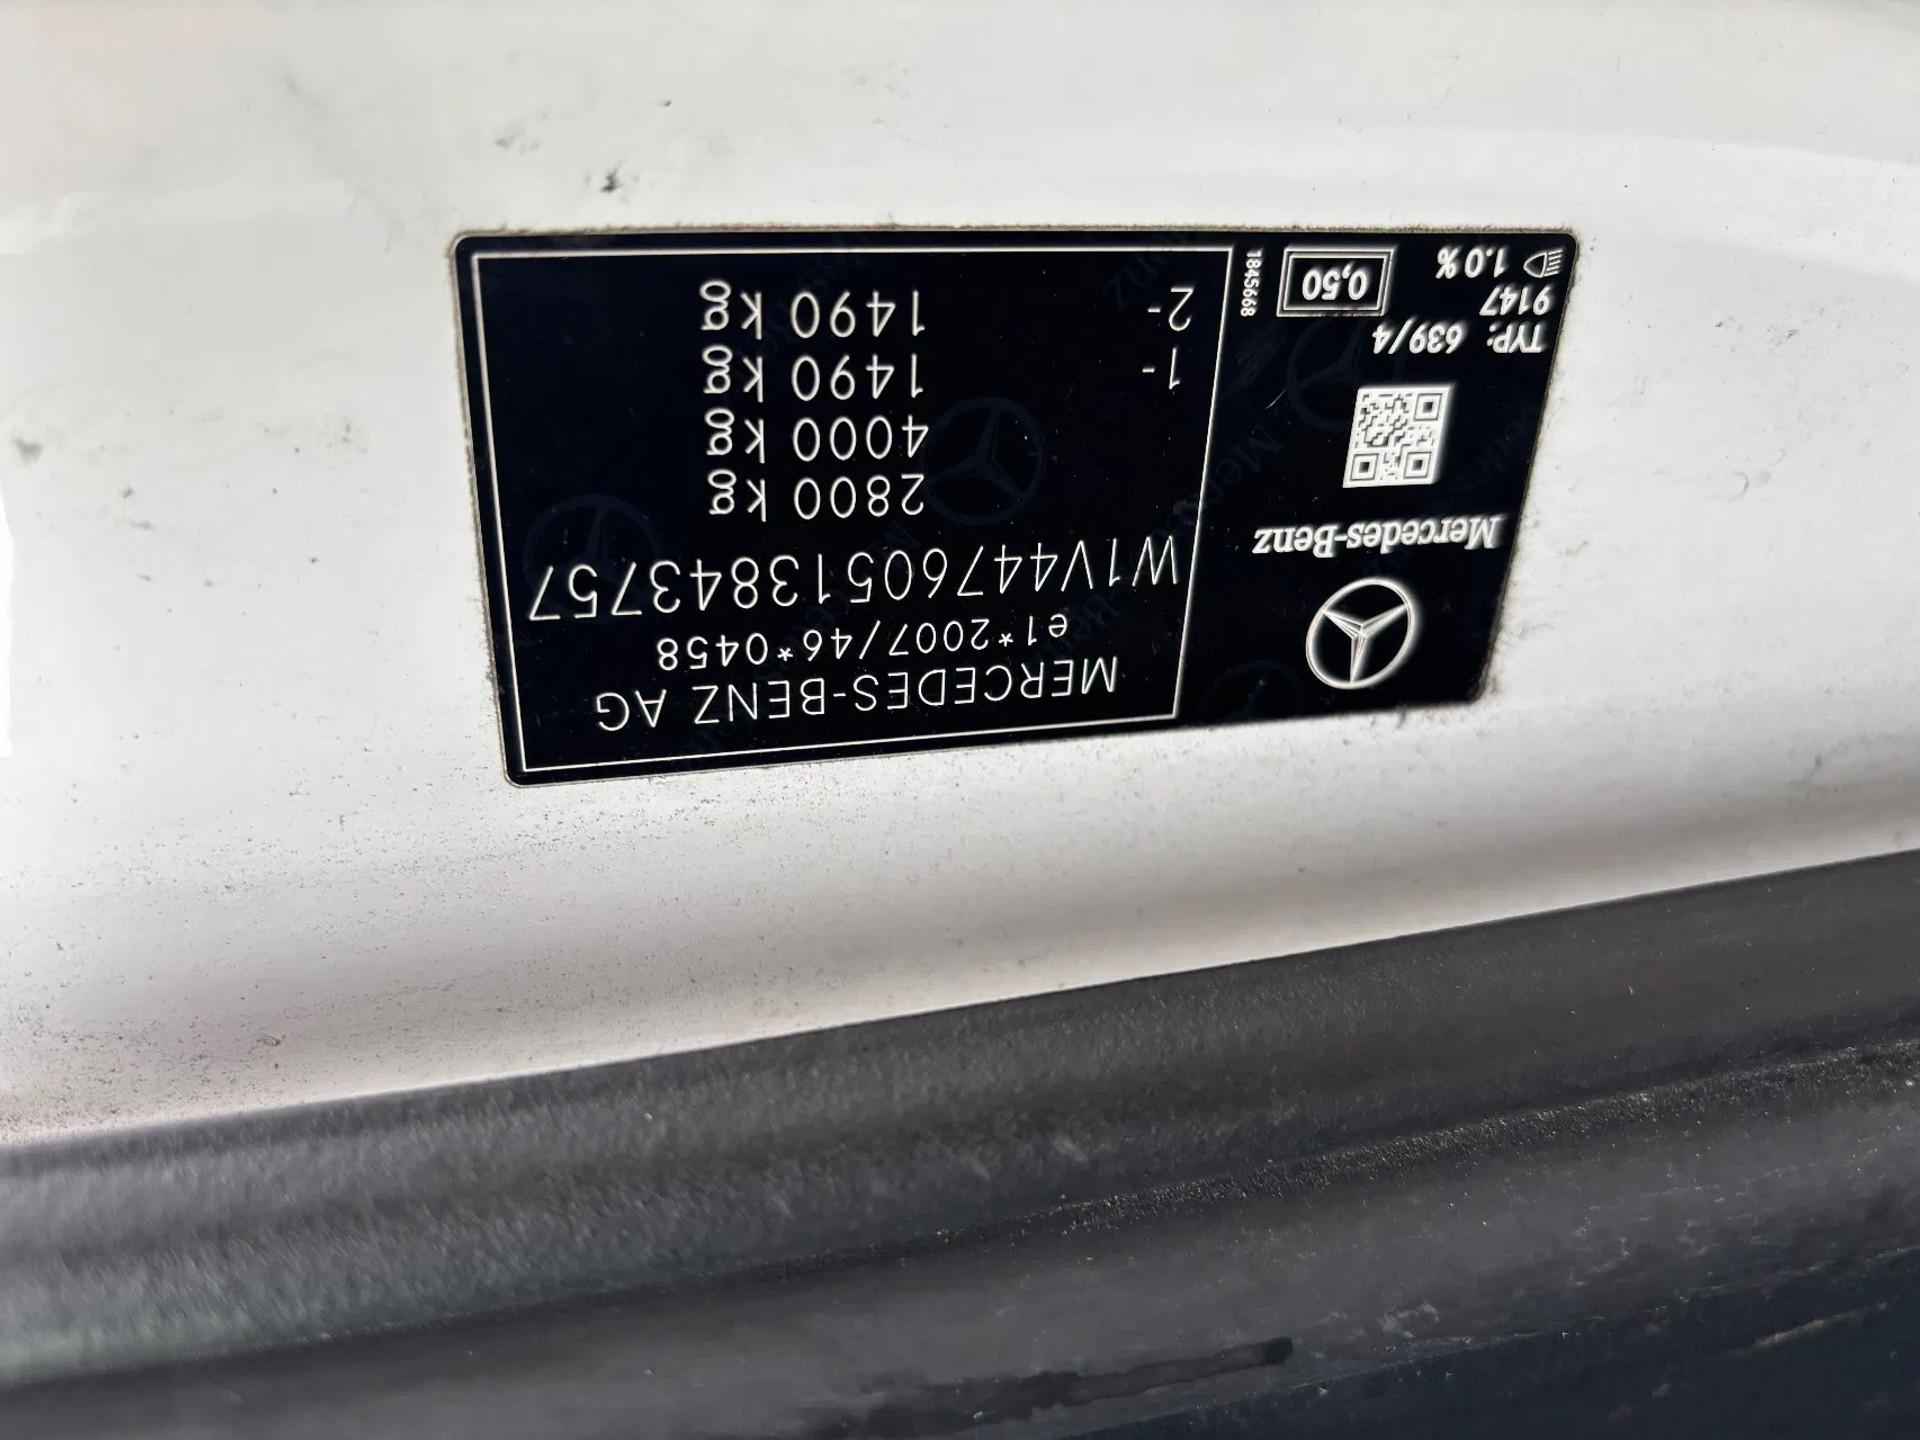 Mercedes-Benz
TYP: 639/4
9147
1.0%
0,50
1845668
MERCEDES-BENZ AG
e1*2007/46*0458
W1V44760513843757
2800 kg
4000 kg
1- 1490 kg
2- 1490 kg